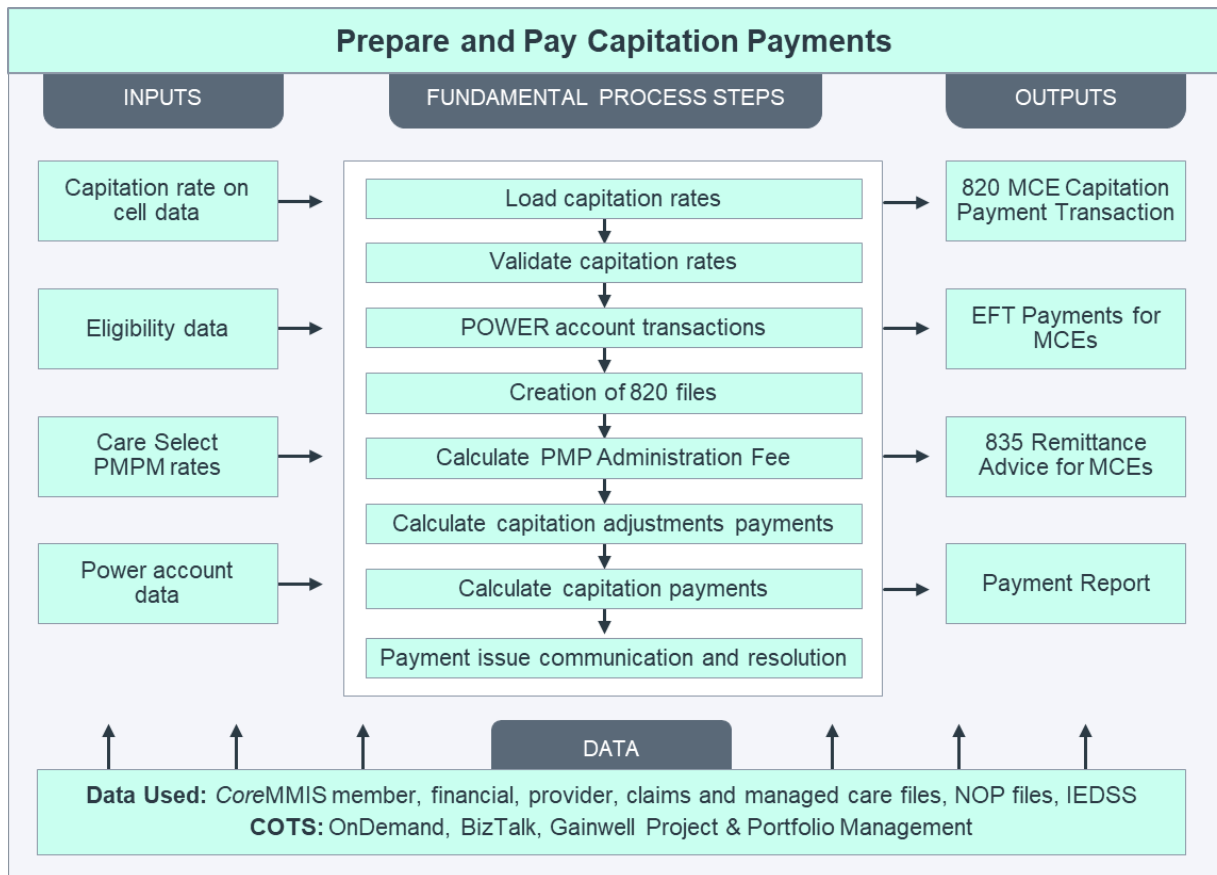 Prepare and Pay Capitation Payments
INPUTS
FUNDAMENTAL PROCESS STEPS
OUTPUTS
Capitation rate on
cell data
Eligibility data
Care Select
PMPM rates
Power account
data
Load capitation rates
Validate capitation rates
POWER account transactions
Creation of 820 files
Calculate PMP Administration Fee
Calculate capitation adjustments payments
Calculate capitation payments
Payment issue communication and resolution
820 MCE Capitation
Payment Transaction
EFT Payments for
MCEs
835 Remittance
Advice for MCEs
Payment Report
DATA
Data Used: CoreMMIS member, financial, provider, claims and managed care files, NOP files, IEDSS
COTS: OnDemand, BizTalk, Gainwell Project & Portfolio Management